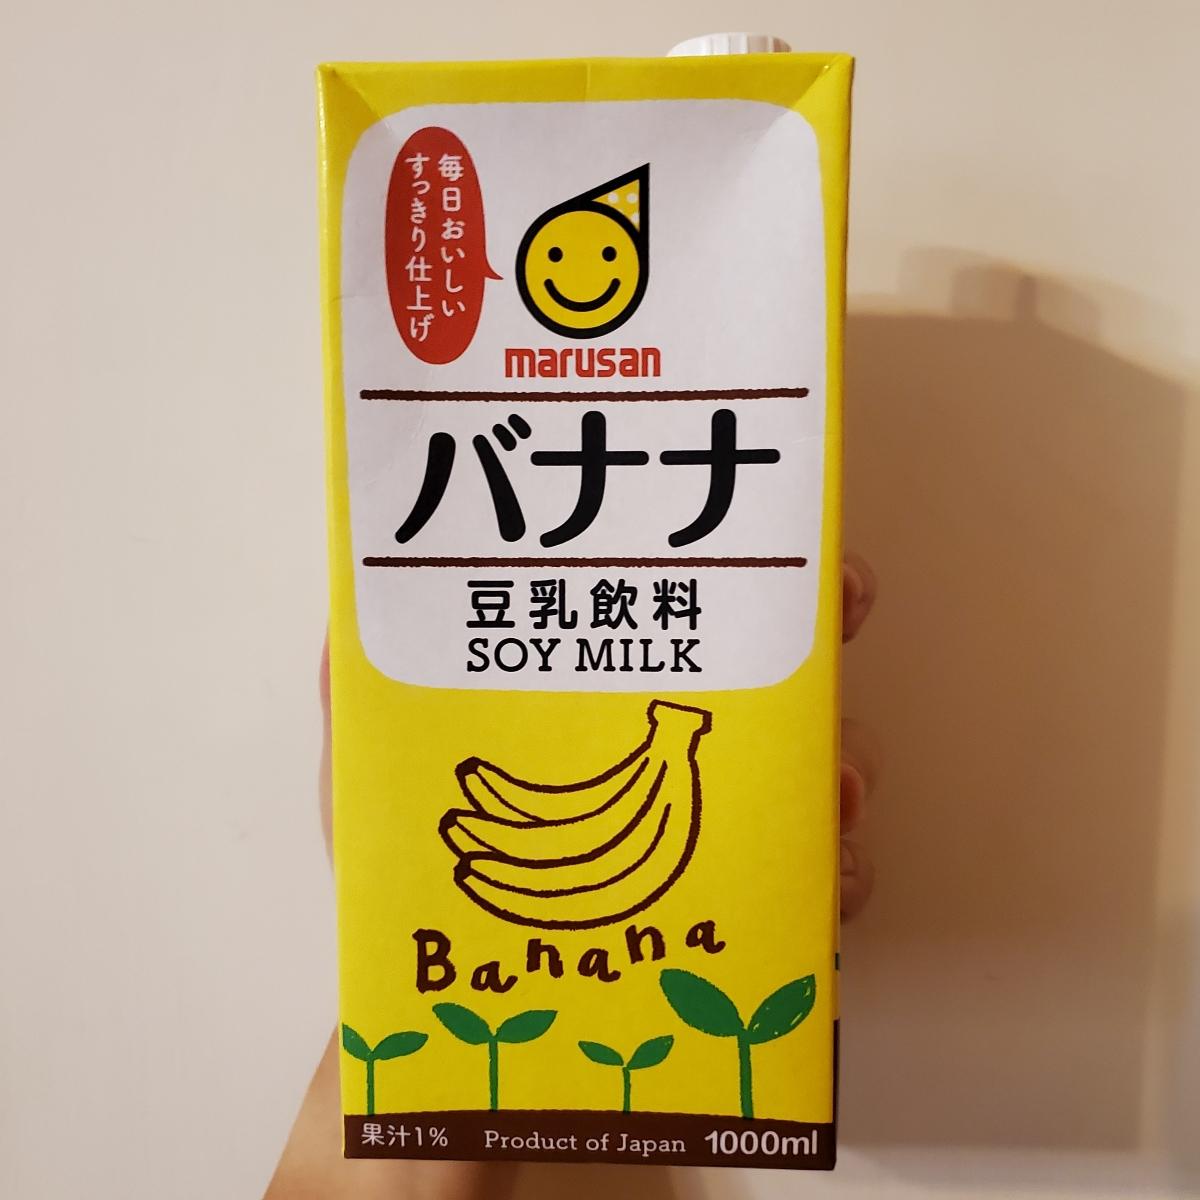 毎日おいしい
すっきり仕上げ
marusan
バナナ
豆乳飲料
SOY MILK
Banana
果汁1% Product of Japan 1000ml